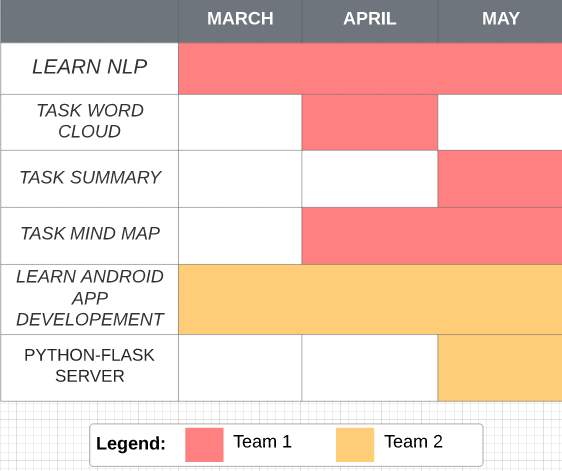 MARCH APRIL MAY
LEARN NLP
TASK WORD
CLOUD
TASK SUMMARY
TASK MIND MAP
LEARN ANDROID
APP
DEVELOPEMENT
PYTHON-FLASK
SERVER
Legend: Team 1 Team 2